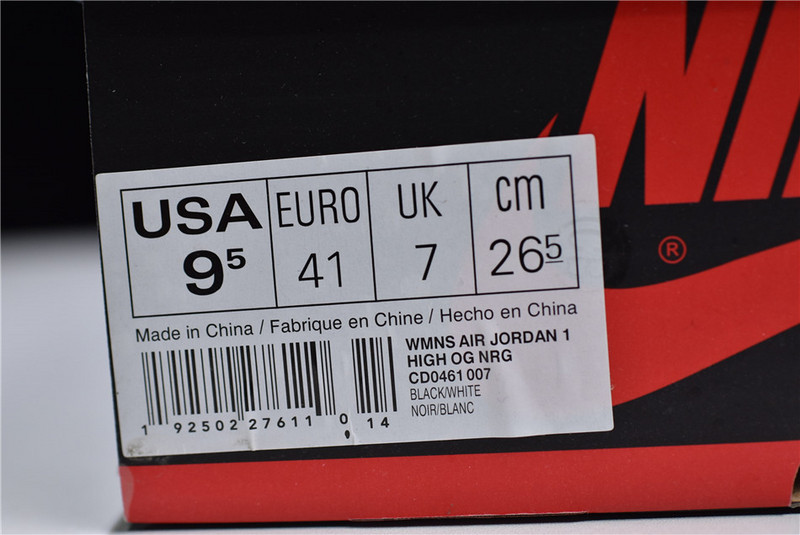 NI
®
USA EURO UK cm
9⁵ 41 7 26⁵
Made in China / Fabrique en Chine / Hecho en China
WMNS AIR JORDAN 1
HIGH OG NRG
CD0461 007
BLACK/WHITE
NOIR/BLANC
1 92502 27611 0 14